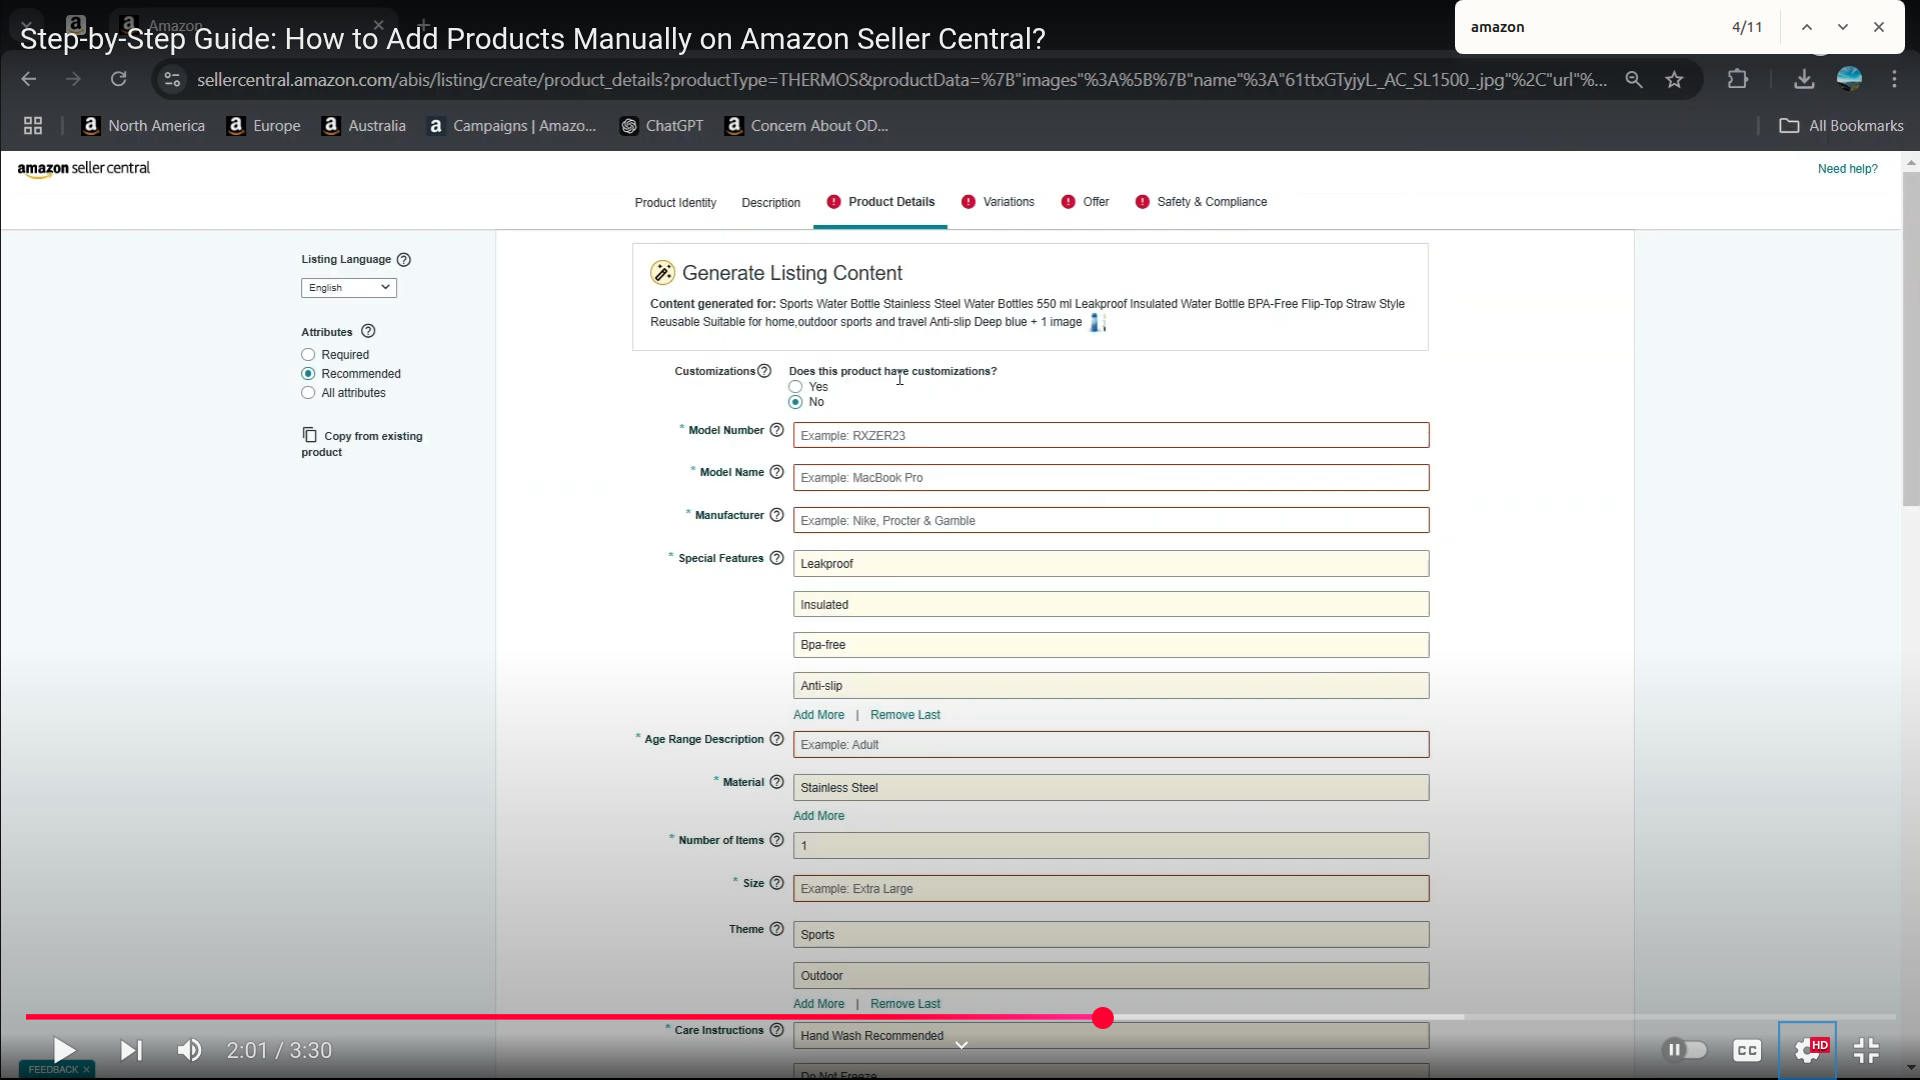 Amazon
Step-by-Step Guide: How to Add Products Manually on Amazon Seller Central?
amazon 4/11
sellercentral.amazon.com/abis/listing/create/product_details?productType=THERMOS&productData=%7B"images"%3A%5B%7B"name"%3A"61ttxGTyjyL._AC_SL1500_.jpg"%2C"url"%...
North America Europe Australia Campaigns | Amazo... ChatGPT Concern About OD... All Bookmarks
amazon seller central Need help?
Product Identity Description Product Details Variations Offer Safety & Compliance
Listing Language
English
Attributes
Required
Recommended
All attributes
Copy from existing
product
Generate Listing Content
Content generated for: Sports Water Bottle Stainless Steel Water Bottles 550 ml Leakproof Insulated Water Bottle BPA-Free Flip-Top Straw Style
Reusable Suitable for home,outdoor sports and travel Anti-slip Deep blue + 1 image
Customizations Does this product have customizations?
Yes
No
* Model Number Example: RXZER23
* Model Name Example: MacBook Pro
* Manufacturer Example: Nike, Procter & Gamble
* Special Features Leakproof
Insulated
Bpa-free
Anti-slip
Add More | Remove Last
* Age Range Description Example: Adult
* Material Stainless Steel
Add More
* Number of Items 1
* Size Example: Extra Large
Theme Sports
Outdoor
Add More | Remove Last
* Care Instructions Hand Wash Recommended
Do Not Freeze
2:01 / 3:30
CC HD
FEEDBACK